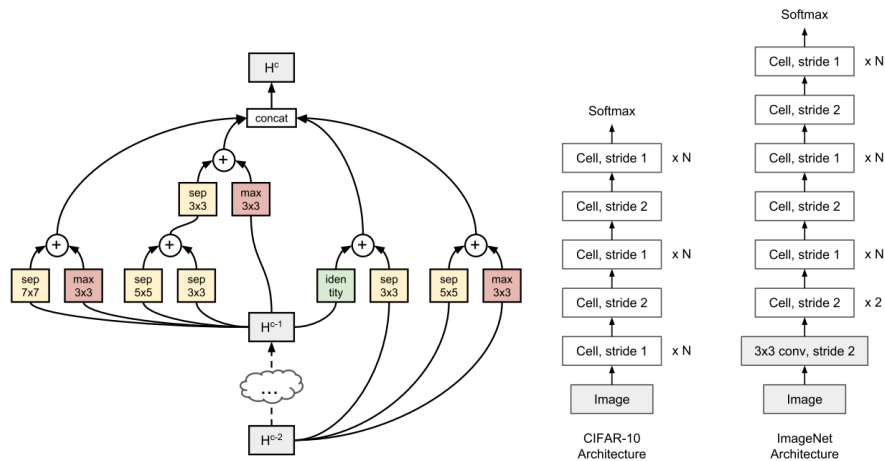 H^c
concat
+
sep
3x3
max
3x3
+
+
+
+
sep
7x7
max
3x3
sep
5x5
sep
3x3
iden
tity
sep
3x3
sep
5x5
max
3x3
H^c-1
...
H^c-2
Softmax
Cell, stride 1 x N
Cell, stride 2
Cell, stride 1 x N
Cell, stride 2
Cell, stride 1 x N
Image
CIFAR-10
Architecture
Softmax
Cell, stride 1 x N
Cell, stride 2
Cell, stride 1 x N
Cell, stride 2
Cell, stride 1 x N
Cell, stride 2 x 2
3x3 conv, stride 2
Image
ImageNet
Architecture